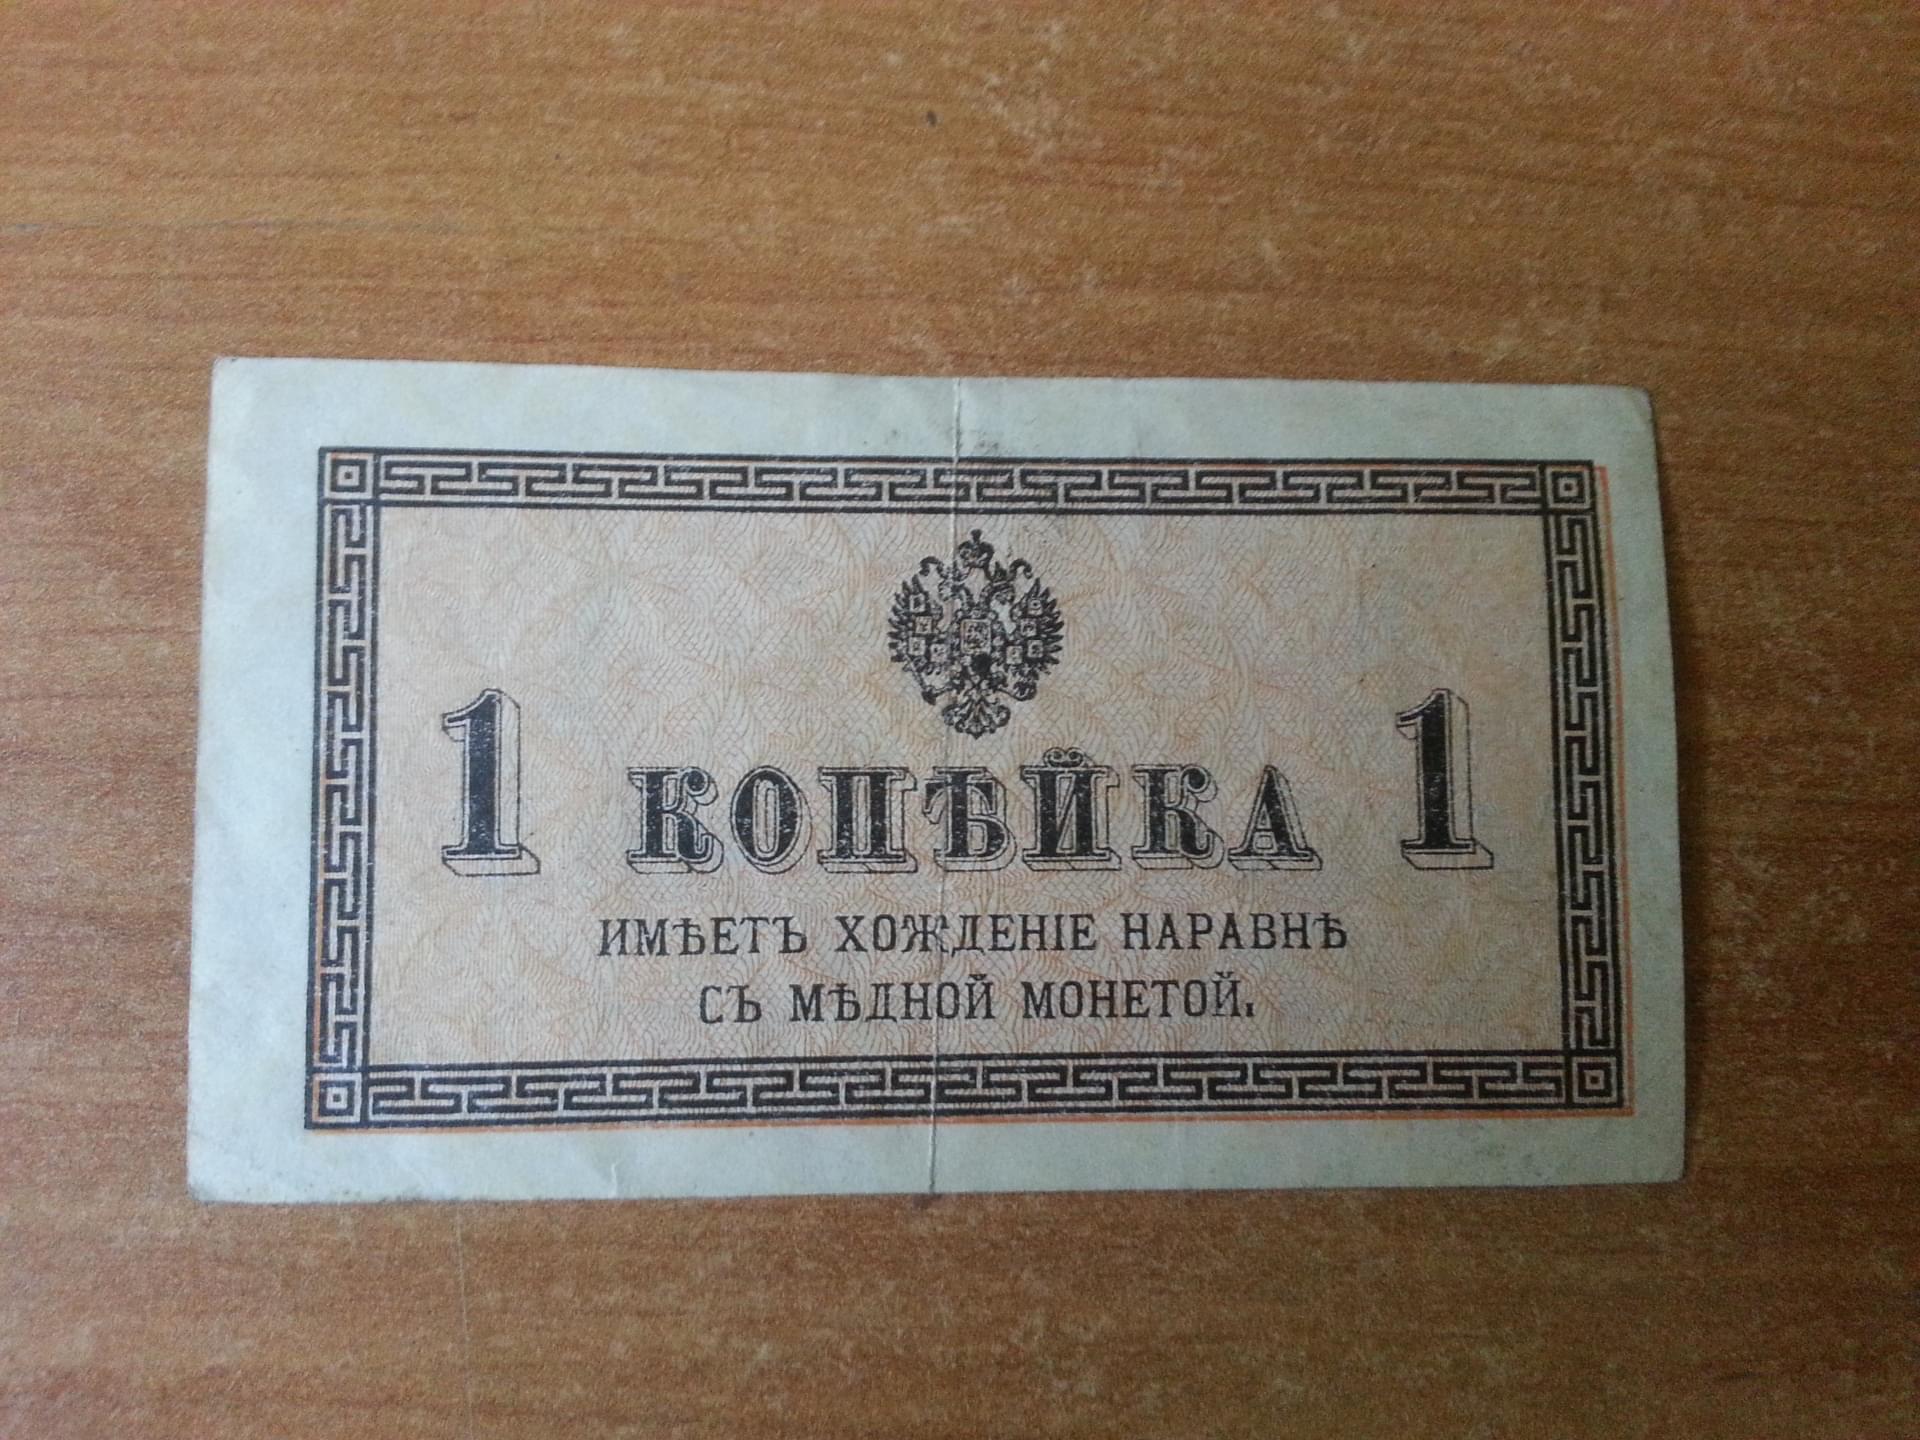 1 КОПѢЙКА 1
ИМѢЕТЪ ХОЖДЕНІЕ НАРАВНѢ
СЪ МѢДНОЙ МОНЕТОЙ.